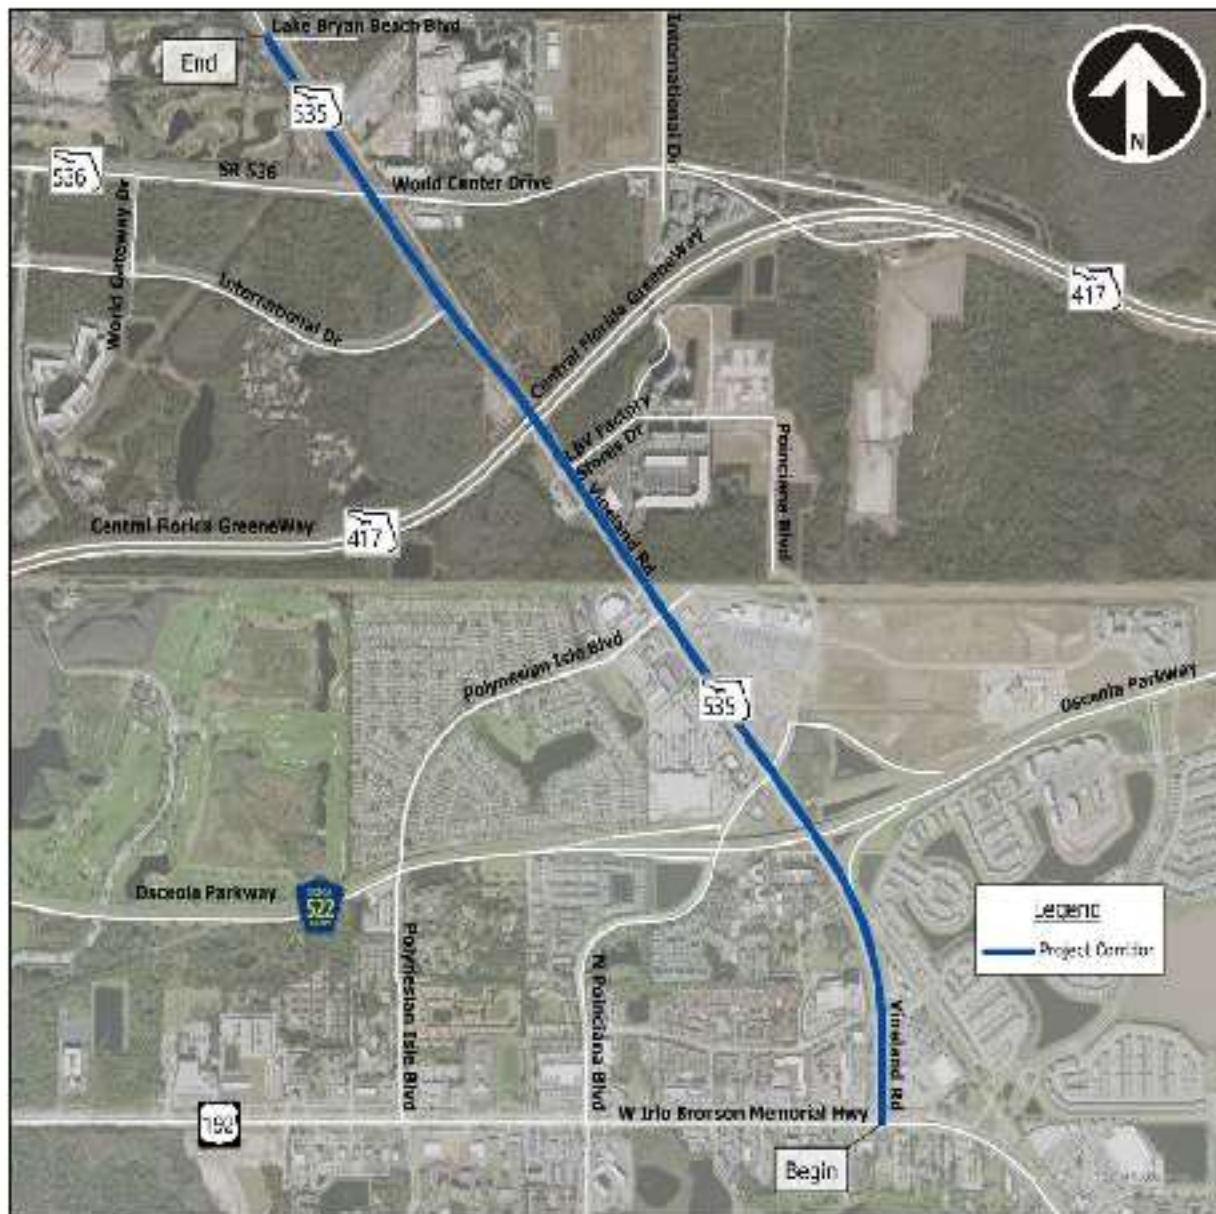 Lake Bryan Beach Blvd
End
535
International Dr
N
536
SR 536
World Center Drive
World Gateway Dr
International Dr
Central Florida GreeneWay
417
LBV Factory
Stores Dr
S Vineland Rd
Poinciana Blvd
Central Florida GreeneWay
417
Polynesian Isle Blvd
535
Osceola Parkway
Osceola Parkway
522
Legend
Project Corridor
Polynesian Isle Blvd
N Poinciana Blvd
Vineland Rd
192
W Irlo Bronson Memorial Hwy
Begin